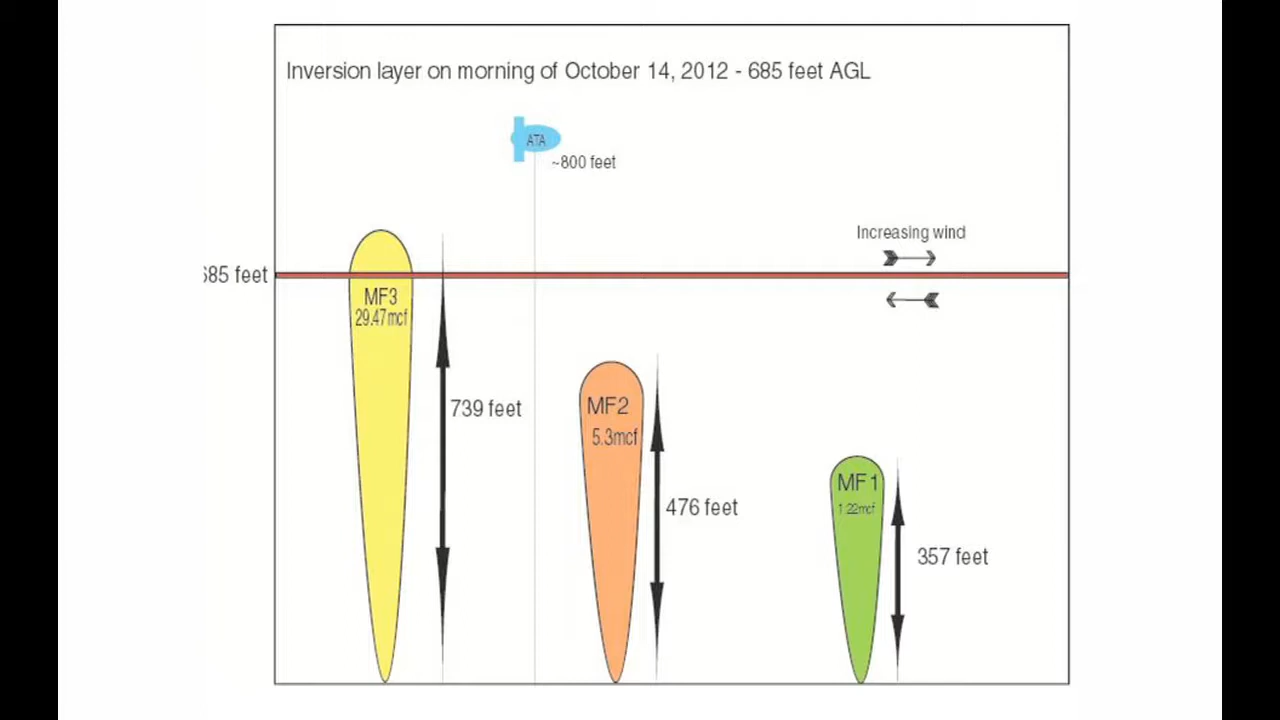 Inversion layer on morning of October 14, 2012 - 685 feet AGL
ATA
~800 feet
Increasing wind
685 feet
MF3
29.47mcf
739 feet
MF2
5.3mcf
476 feet
MF1
1.22mcf
357 feet